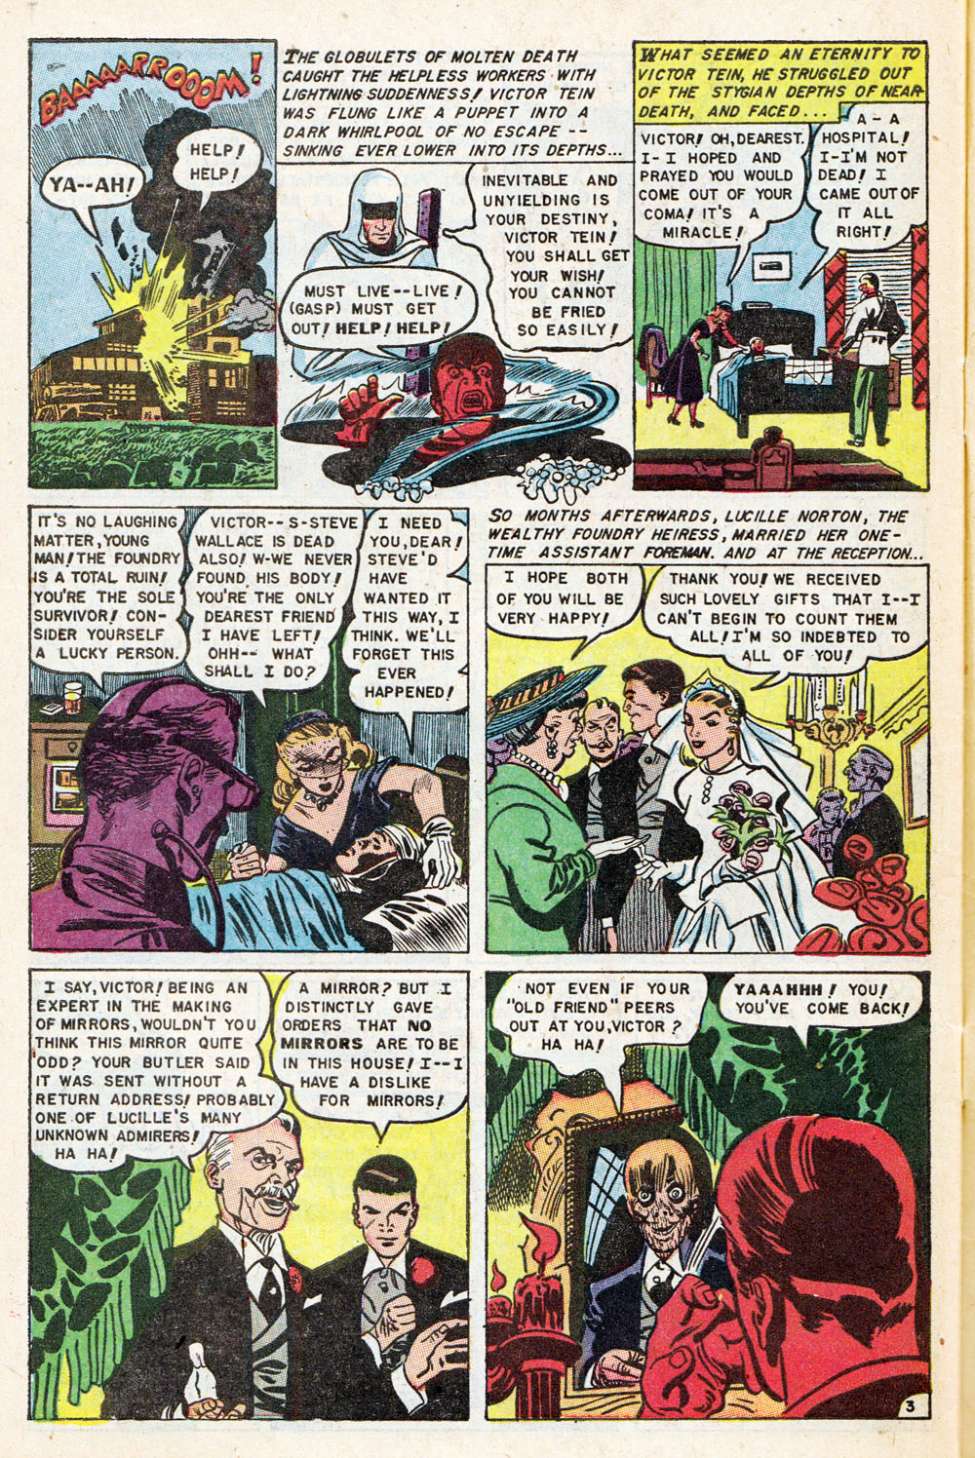 BAAAAARROOOM!
YA--AH!
HELP!
HELP!
THE GLOBULETS OF MOLTEN DEATH
CAUGHT THE HELPLESS WORKERS WITH
LIGHTNING SUDDENNESS! VICTOR TEIN
WAS FLUNG LIKE A PUPPET INTO A
DARK WHIRLPOOL OF NO ESCAPE --
SINKING EVER LOWER INTO ITS DEPTHS...
INEVITABLE AND
UNYIELDING IS
YOUR DESTINY,
VICTOR TEIN!
YOU SHALL GET
YOUR WISH!
YOU CANNOT
BE FRIED
SO EASILY!
MUST LIVE--LIVE!
(GASP) MUST GET
OUT! HELP! HELP!
WHAT SEEMED AN ETERNITY TO
VICTOR TEIN, HE STRUGGLED OUT
OF THE STYGIAN DEPTHS OF NEAR-
DEATH, AND FACED...
VICTOR! OH, DEAREST.
I-I HOPED AND
PRAYED YOU WOULD
COME OUT OF YOUR
COMA! IT'S A
MIRACLE!
A-A
HOSPITAL!
I-I'M NOT
DEAD! I
CAME OUT OF
IT ALL
RIGHT!
IT'S NO LAUGHING
MATTER, YOUNG
MAN! THE FOUNDRY
IS A TOTAL RUIN!
YOU'RE THE SOLE
SURVIVOR! CON-
SIDER YOURSELF
A LUCKY PERSON.
VICTOR-- S-STEVE
WALLACE IS DEAD
ALSO! W-WE NEVER
FOUND HIS BODY!
YOU'RE THE ONLY
DEAREST FRIEND
I HAVE LEFT!
OHH-- WHAT
SHALL I DO?
I NEED
YOU, DEAR!
STEVE'D
HAVE
WANTED IT
THIS WAY, I
THINK. WE'LL
FORGET THIS
EVER
HAPPENED!
SO MONTHS AFTERWARDS, LUCILLE NORTON, THE
WEALTHY FOUNDRY HEIRESS, MARRIED HER ONE-
TIME ASSISTANT FOREMAN. AND AT THE RECEPTION...
I HOPE BOTH
OF YOU WILL BE
VERY HAPPY!
THANK YOU! WE RECEIVED
SUCH LOVELY GIFTS THAT I--I
CAN'T BEGIN TO COUNT THEM
ALL! I'M SO INDEBTED TO
ALL OF YOU!
I SAY, VICTOR! BEING AN
EXPERT IN THE MAKING
OF MIRRORS, WOULDN'T YOU
THINK THIS MIRROR QUITE
ODD? YOUR BUTLER SAID
IT WAS SENT WITHOUT A
RETURN ADDRESS! PROBABLY
ONE OF LUCILLE'S MANY
UNKNOWN ADMIRERS!
HA HA!
A MIRROR? BUT I
DISTINCTLY GAVE
ORDERS THAT NO
MIRRORS ARE TO BE
IN THIS HOUSE! I--I
HAVE A DISLIKE
FOR MIRRORS!
NOT EVEN IF YOUR
"OLD FRIEND" PEERS
OUT AT YOU, VICTOR?
HA HA!
YAAAHHH! YOU!
YOU'VE COME BACK!
3